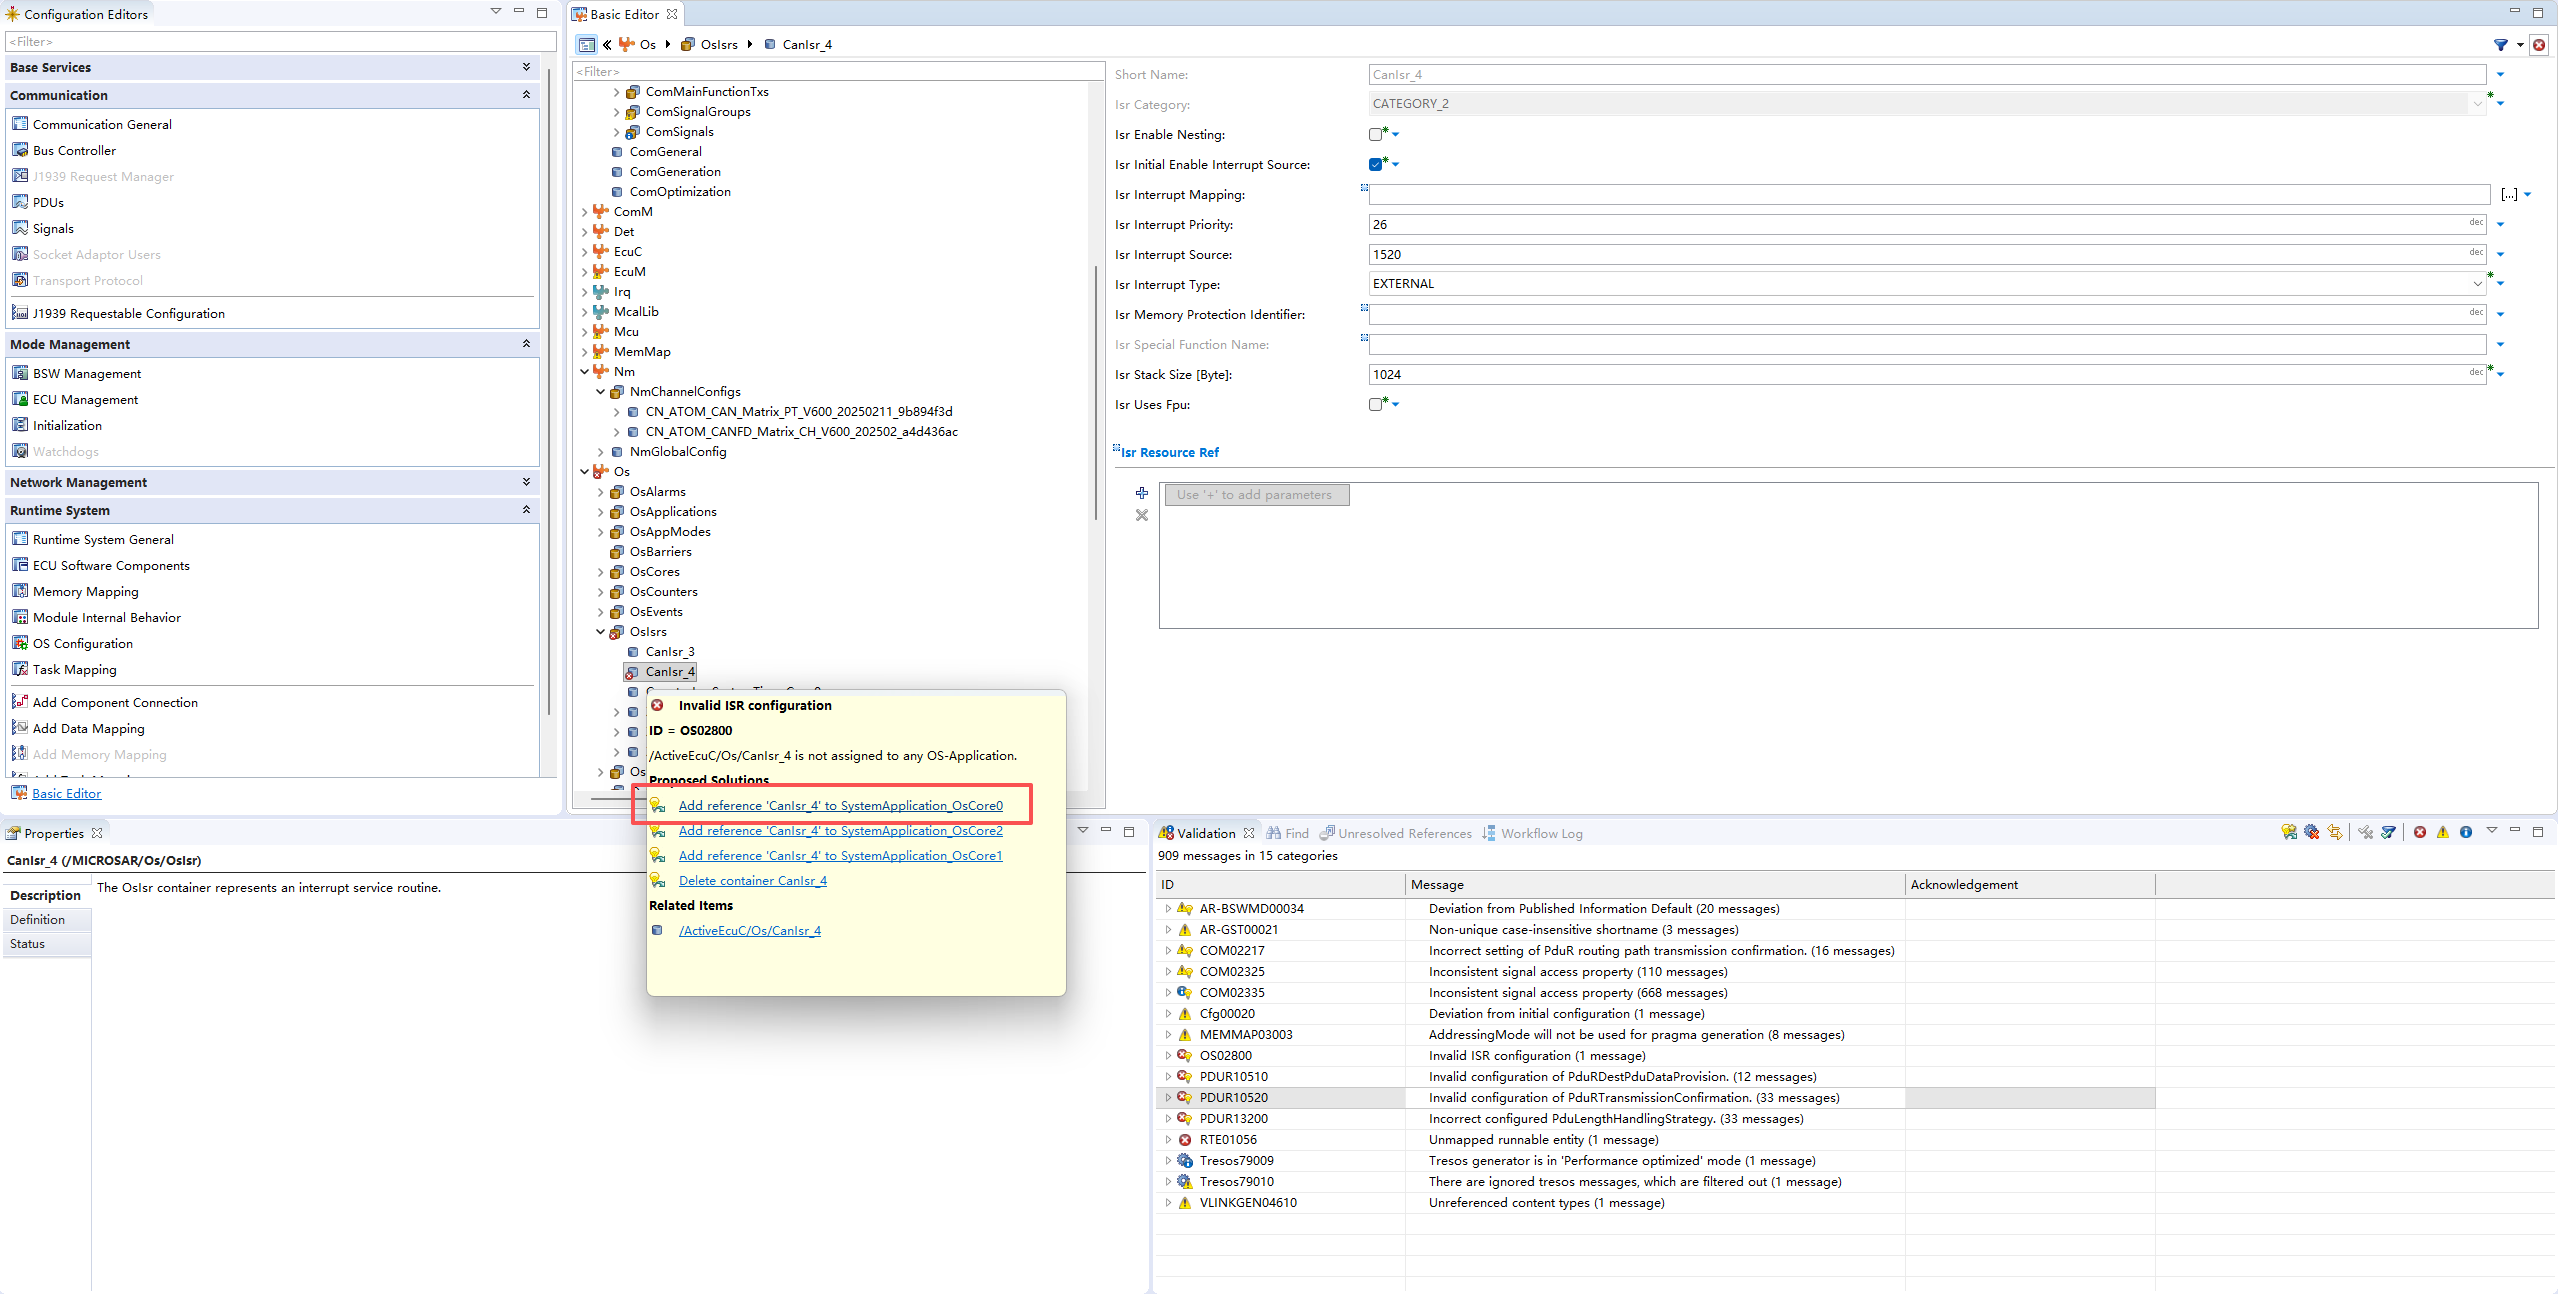 Configuration Editors
<Filter>
Base Services
Communication
Communication General
Bus Controller
J1939 Request Manager
PDUs
Signals
Socket Adaptor Users
Transport Protocol
J1939 Requestable Configuration
Mode Management
BSW Management
ECU Management
Initialization
Watchdogs
Network Management
Runtime System
Runtime System General
ECU Software Components
Memory Mapping
Module Internal Behavior
OS Configuration
Task Mapping
Add Component Connection
Add Data Mapping
Add Memory Mapping
Basic Editor
Basic Editor
« Os OsIsrs CanIsr_4
<Filter>
ComMainFunctionTxs
ComSignalGroups
ComSignals
ComGeneral
ComGeneration
ComOptimization
ComM
Det
EcuC
EcuM
Irq
McalLib
Mcu
MemMap
Nm
NmChannelConfigs
CN_ATOM_CAN_Matrix_PT_V600_20250211_9b894f3d
CN_ATOM_CANFD_Matrix_CH_V600_202502_a4d436ac
NmGlobalConfig
Os
OsAlarms
OsApplications
OsAppModes
OsBarriers
OsCores
OsCounters
OsEvents
OsIsrs
CanIsr_3
CanIsr_4
Os
Invalid ISR configuration
ID = OS02800
/ActiveEcuC/Os/CanIsr_4 is not assigned to any OS-Application.
Proposed Solutions
Add reference 'CanIsr_4' to SystemApplication_OsCore0
Add reference 'CanIsr_4' to SystemApplication_OsCore2
Add reference 'CanIsr_4' to SystemApplication_OsCore1
Delete container CanIsr_4
Related Items
/ActiveEcuC/Os/CanIsr_4
Short Name: CanIsr_4
Isr Category: CATEGORY_2
Isr Enable Nesting:
Isr Initial Enable Interrupt Source:
Isr Interrupt Mapping: [...]
Isr Interrupt Priority: 26 dec
Isr Interrupt Source: 1520 dec
Isr Interrupt Type: EXTERNAL
Isr Memory Protection Identifier: dec
Isr Special Function Name:
Isr Stack Size [Byte]: 1024 dec
Isr Uses Fpu:
Isr Resource Ref
Use '+' to add parameters
Properties
CanIsr_4 (/MICROSAR/Os/OsIsr)
Description
Definition
Status
The OsIsr container represents an interrupt service routine.
Validation Find Unresolved References Workflow Log
909 messages in 15 categories
ID Message Acknowledgement
AR-BSWMD00034 Deviation from Published Information Default (20 messages)
AR-GST00021 Non-unique case-insensitive shortname (3 messages)
COM02217 Incorrect setting of PduR routing path transmission confirmation. (16 messages)
COM02325 Inconsistent signal access property (110 messages)
COM02335 Inconsistent signal access property (668 messages)
Cfg00020 Deviation from initial configuration (1 message)
MEMMAP03003 AddressingMode will not be used for pragma generation (8 messages)
OS02800 Invalid ISR configuration (1 message)
PDUR10510 Invalid configuration of PduRDestPduDataProvision. (12 messages)
PDUR10520 Invalid configuration of PduRTransmissionConfirmation. (33 messages)
PDUR13200 Incorrect configured PduLengthHandlingStrategy. (33 messages)
RTE01056 Unmapped runnable entity (1 message)
Tresos79009 Tresos generator is in 'Performance optimized' mode (1 message)
Tresos79010 There are ignored tresos messages, which are filtered out (1 message)
VLINKGEN04610 Unreferenced content types (1 message)